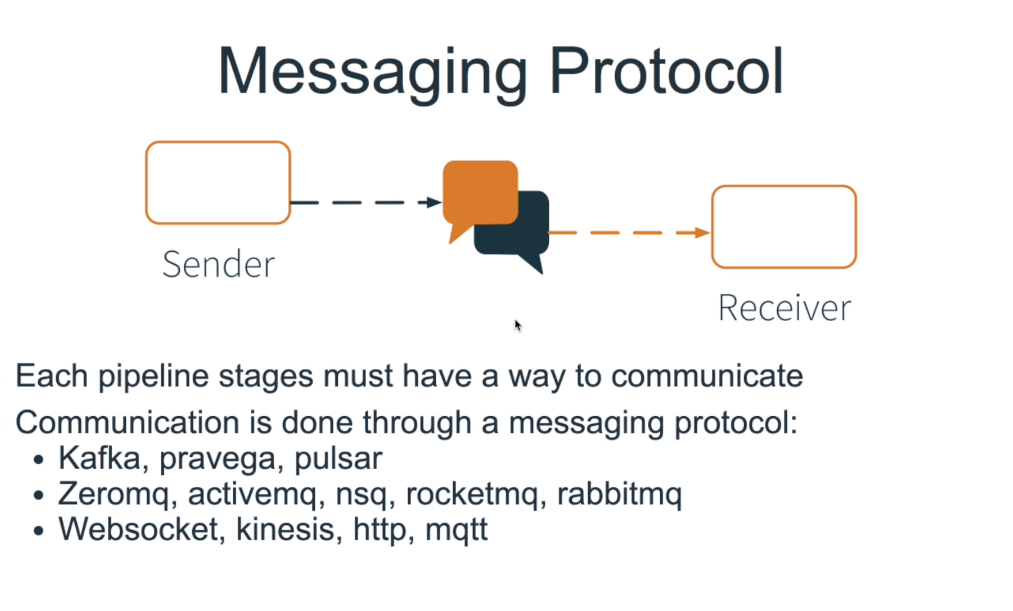 Messaging Protocol
Sender
Receiver
Each pipeline stages must have a way to communicate
Communication is done through a messaging protocol:
• Kafka, pravega, pulsar
• Zeromq, activemq, nsq, rocketmq, rabbitmq
• Websocket, kinesis, http, mqtt